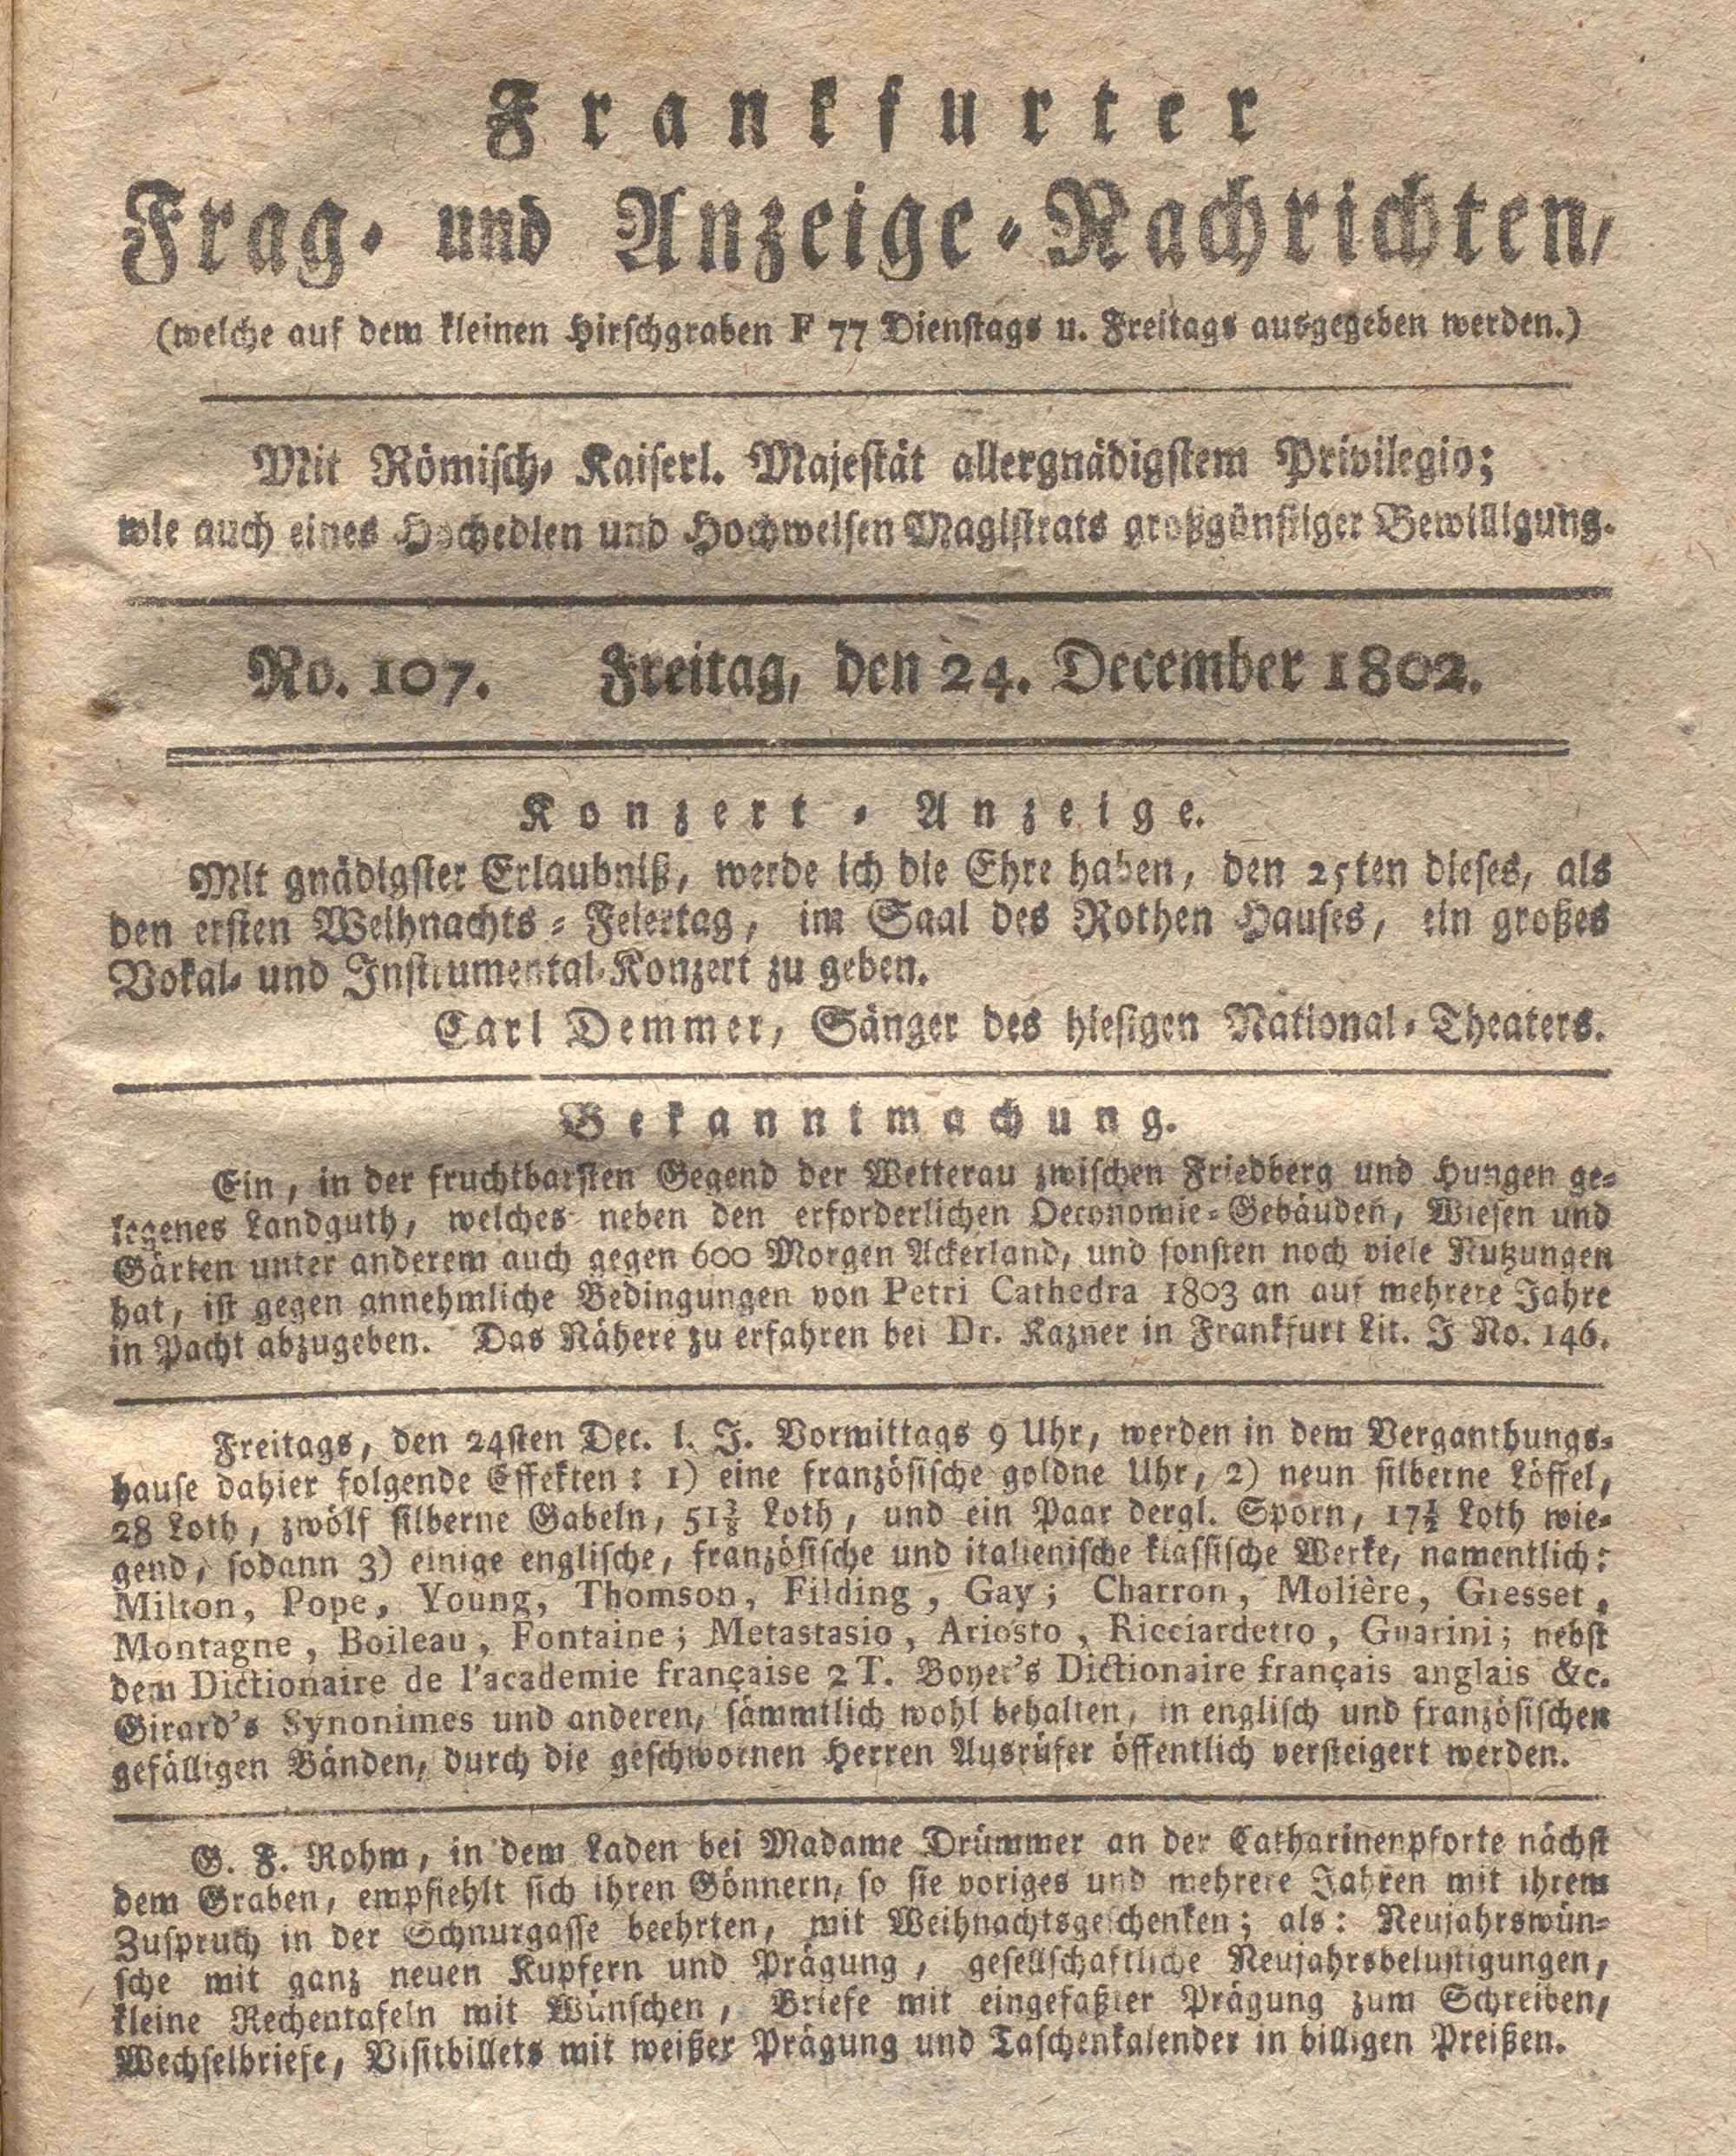 Frankfurter
Frag- und Anzeige-Nachrichten,
(welche auf dem kleinen Hirschgraben F 77 Dienstags u. Freitags ausgegeben werden.)
Mit Römisch- Kaiserl. Majestät allergnädigstem Privilegio;
wie auch eines Hochedlen und Hochweisen Magistrats großgünstiger Bewilligung.
No. 107. Freitag, den 24. December 1802.
Konzert-Anzeige.
Mit gnädigster Erlaubniß, werde ich die Ehre haben, den 25ten dieses, als
den ersten Weihnachts-Feiertag, im Saal des Rothen Hauses, ein großes
Vokal- und Instrumental-Konzert zu geben.
Carl Demmer, Sänger des hiesigen National-Theaters.
Bekanntmachung.
Ein, in der fruchtbarsten Gegend der Wetterau zwischen Friedberg und Hungen ge-
legenes Landguth, welches neben den erforderlichen Oeconomie-Gebäuden, Wiesen und
Gärten unter anderem auch gegen 600 Morgen Ackerland, und sonsten noch viele Nutzungen
hat, ist gegen annehmliche Bedingungen von Petri Cathedra 1803 an auf mehrere Jahre
in Pacht abzugeben. Das Nähere zu erfahren bei Dr. Kazner in Frankfurt Lit. J No. 146.
Freitags, den 24sten Dec. l. J. Vormittags 9 Uhr, werden in dem Verganthungs-
hause dahier folgende Effekten: 1) eine französische goldne Uhr, 2) neun silberne Löffel,
28 Loth, zwölf silberne Gabeln, 51⅜ Loth, und ein Paar dergl. Sporn, 17½ Loth wie-
gend, sodann 3) einige englische, französische und italienische klassische Werke, namentlich:
Milton, Pope, Young, Thomson, Filding, Gay; Charron, Molière, Gresset,
Montagne, Boileau, Fontaine; Metastasio, Ariosto, Ricciardetto, Guarini; nebst
dem Dictionaire de l'academie française 2 T. Boyer's Dictionaire français anglais &c.
Girard's Synonimes und anderen, sämmtlich wohl behalten, in englisch und französischen
gefälligen Bänden, durch die geschwornen Herren Ausrüfer öffentlich versteigert werden.
G. F. Rohm, in dem Laden bei Madame Drümmer an der Catharinenpforte nächst
dem Graben, empfiehlt sich ihren Gönnern, so sie voriges und mehrere Jahren mit ihrem
Zuspruch in der Schnurgasse beehrten, mit Weihnachtsgeschenken; als: Neujahrswün-
sche mit ganz neuen Kupfern und Prägung, gesellschaftliche Neujahrsbelustigungen,
kleine Rechentafeln mit Wünschen, Briefe mit eingefaßter Prägung zum Schreiben,
Wechselbriefe, Visitbillets mit weißer Prägung und Taschenkalender in billigen Preißen.